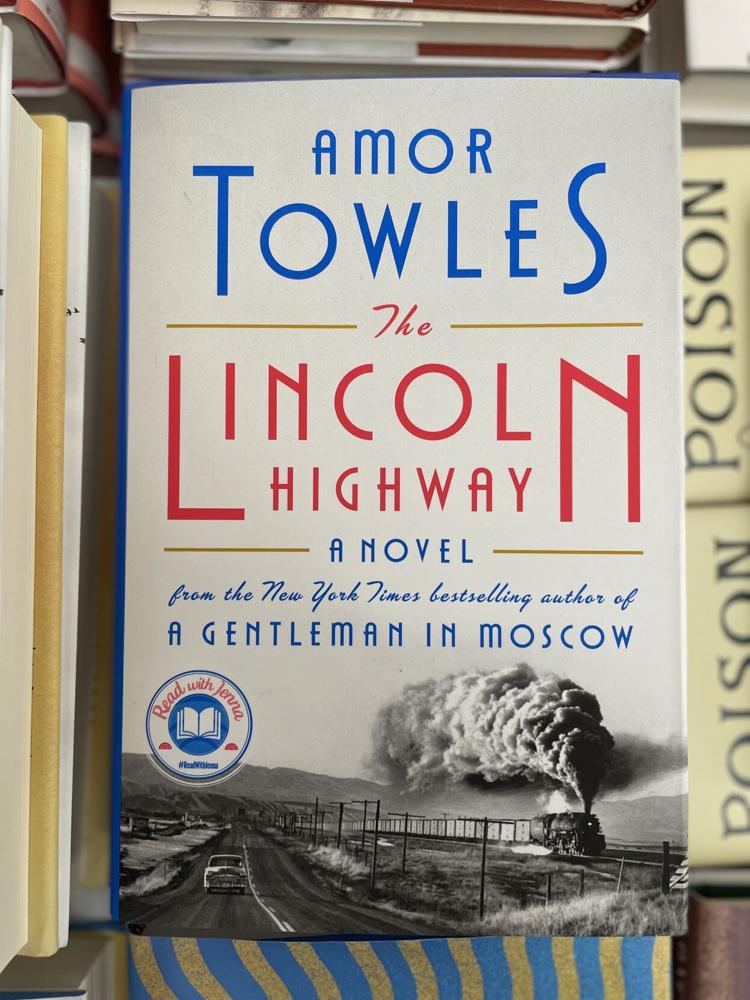 AMOR
TOWLES
The
LINCOLN
HIGHWAY
A NOVEL
from the New York Times bestselling author of
A GENTLEMAN IN MOSCOW
Read with Jenna
#ReadWithJenna
POISON
POISON